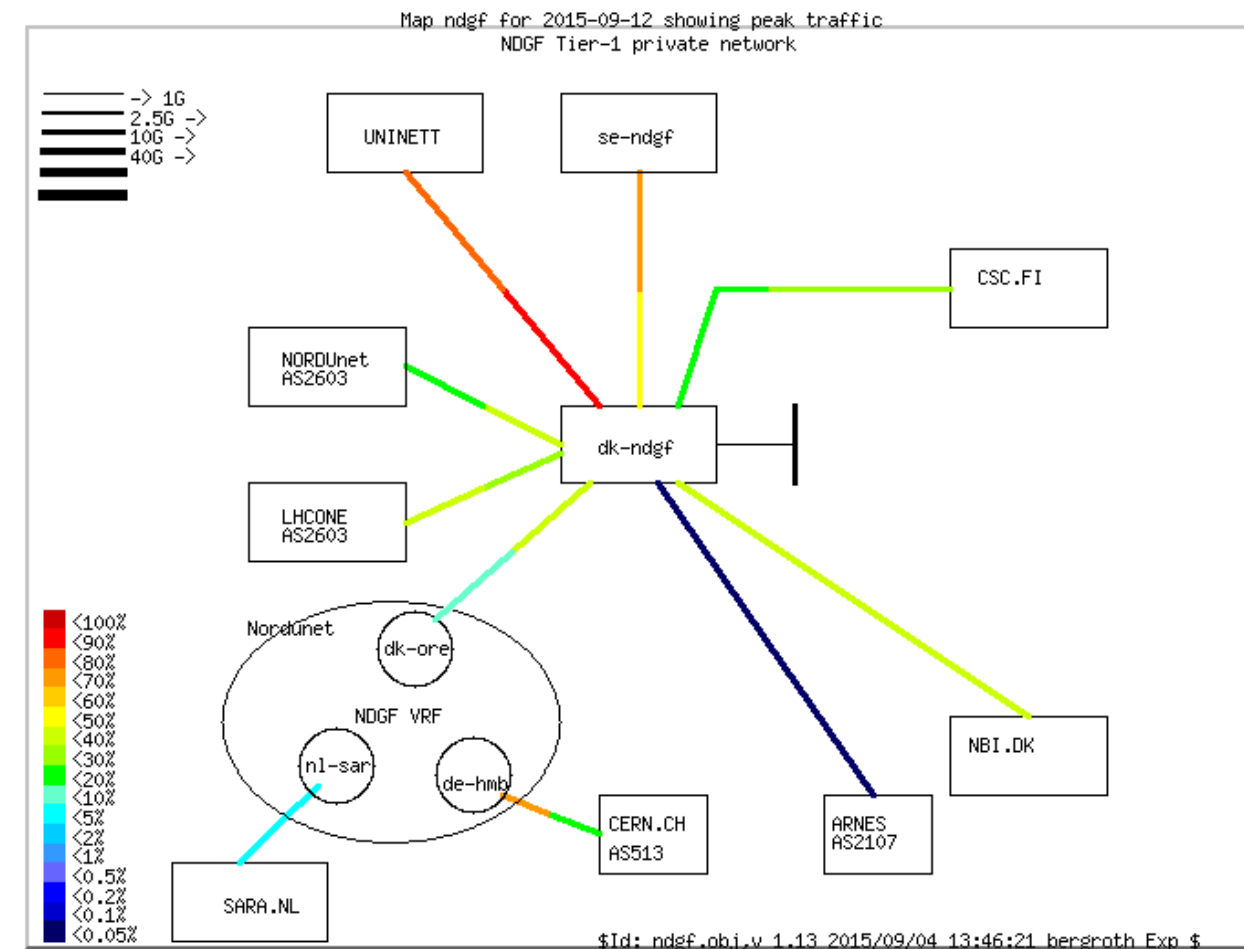 Map ndgf for 2015-09-12 showing peak traffic
NDGF Tier-1 private network
-> 1G
2.5G ->
10G ->
40G ->
UNINETT
se-ndgf
CSC.FI
NORDUnet
AS2603
dk-ndgf
LHCONE
AS2603
Nordunet
dk-ore
NDGF VRF
nl-sar
de-hmb
NBI.DK
CERN.CH
AS513
ARNES
AS2107
SARA.NL
<100%
<90%
<80%
<70%
<60%
<50%
<40%
<30%
<20%
<10%
<5%
<2%
<1%
<0.5%
<0.2%
<0.1%
<0.05%
$Id: ndgf.obj,v 1.13 2015/09/04 13:46:21 bergroth Exp $